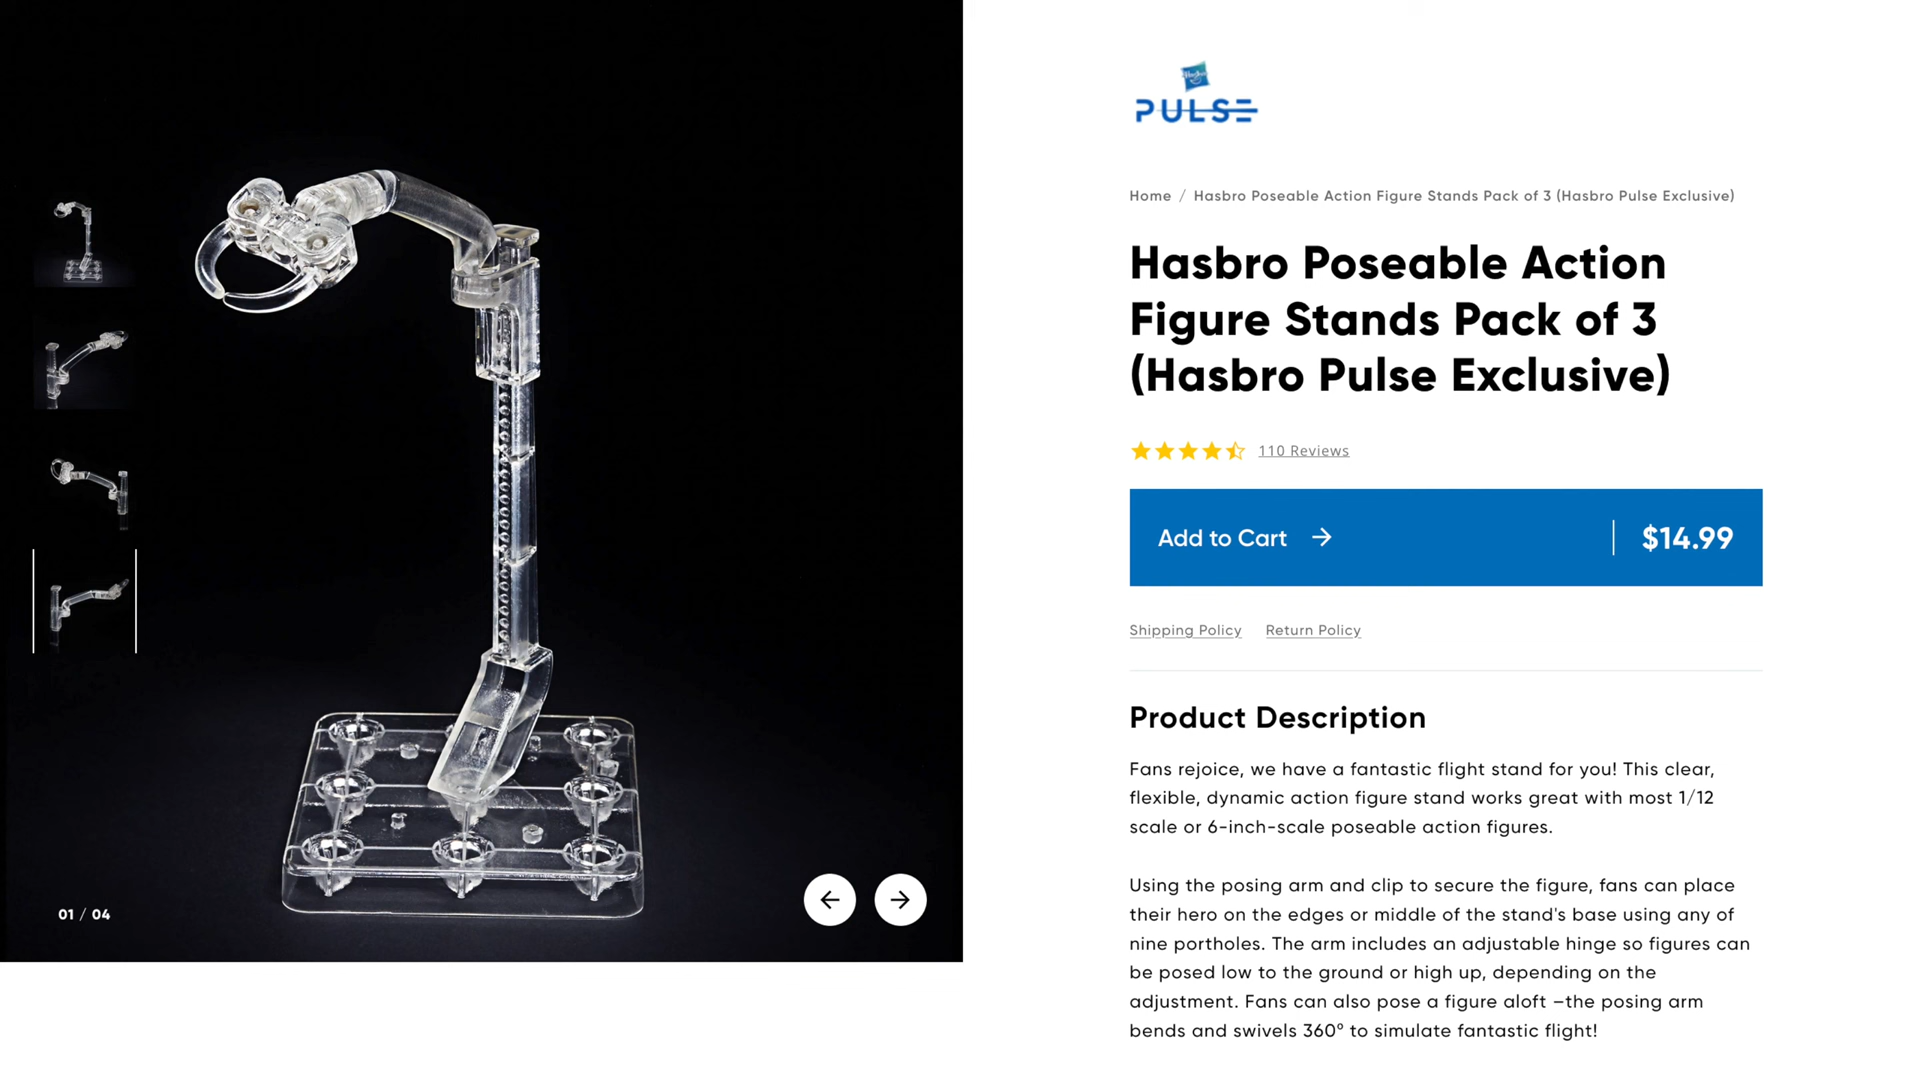 Hasbro
PULSE
Home / Hasbro Poseable Action Figure Stands Pack of 3 (Hasbro Pulse Exclusive)
Hasbro Poseable Action
Figure Stands Pack of 3
(Hasbro Pulse Exclusive)
110 Reviews
Add to Cart → | $14.99
Shipping Policy Return Policy
Product Description
Fans rejoice, we have a fantastic flight stand for you! This clear,
flexible, dynamic action figure stand works great with most 1/12
scale or 6-inch-scale poseable action figures.
Using the posing arm and clip to secure the figure, fans can place
their hero on the edges or middle of the stand's base using any of
nine portholes. The arm includes an adjustable hinge so figures can
be posed low to the ground or high up, depending on the
adjustment. Fans can also pose a figure aloft –the posing arm
bends and swivels 360º to simulate fantastic flight!
01 / 04